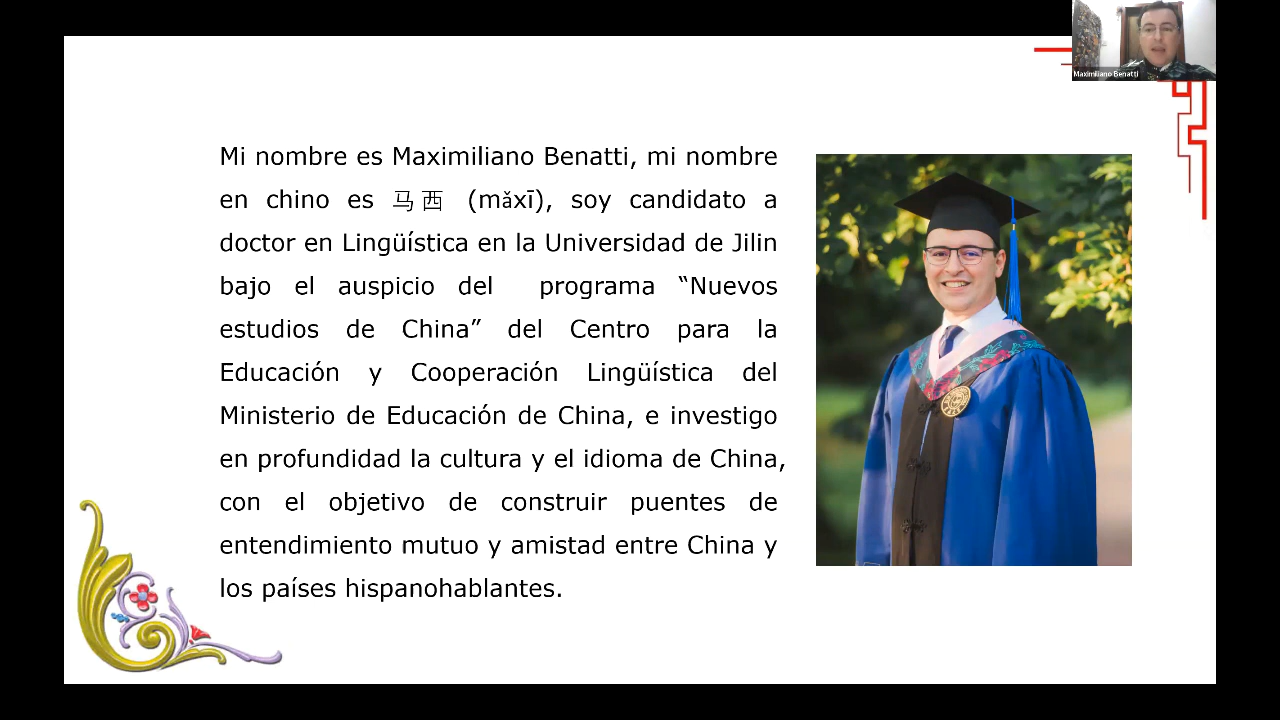 Maximiliano Benatti
Mi nombre es Maximiliano Benatti, mi nombre
en chino es 马西 (mǎxī), soy candidato a
doctor en Lingüística en la Universidad de Jilin
bajo el auspicio del programa “Nuevos
estudios de China” del Centro para la
Educación y Cooperación Lingüística del
Ministerio de Educación de China, e investigo
en profundidad la cultura y el idioma de China,
con el objetivo de construir puentes de
entendimiento mutuo y amistad entre China y
los países hispanohablantes.